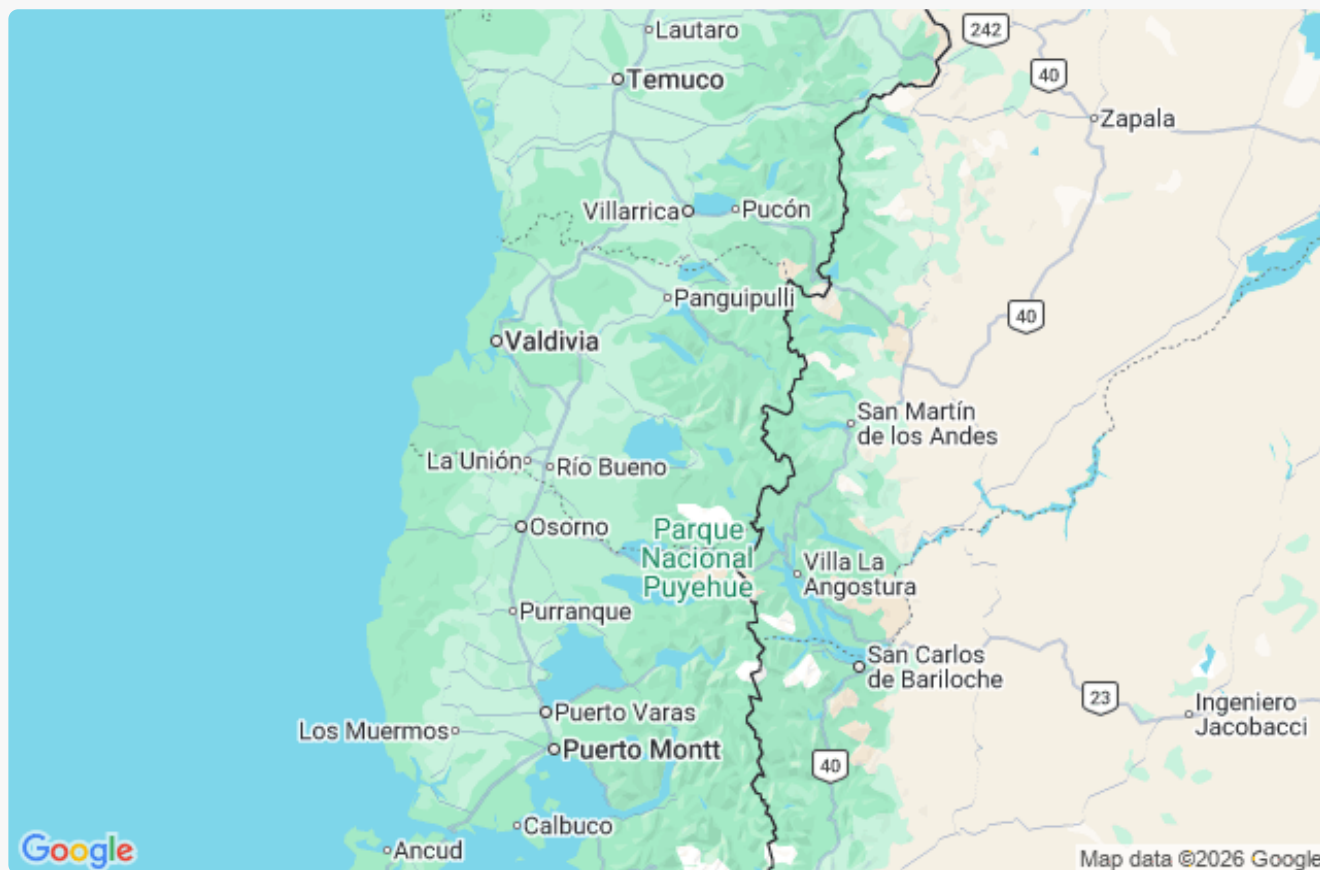 Lautaro
242
Temuco
40
Zapala
Villarrica
Pucón
Panguipulli
40
Valdivia
San Martín
de los Andes
La Unión
Río Bueno
Osorno
Parque
Nacional
Puyehue
Villa La
Angostura
Purranque
San Carlos
de Bariloche
23
Ingeniero
Jacobacci
Puerto Varas
Los Muermos
Puerto Montt
40
Calbuco
Ancud
Google
Map data ©2026 Google